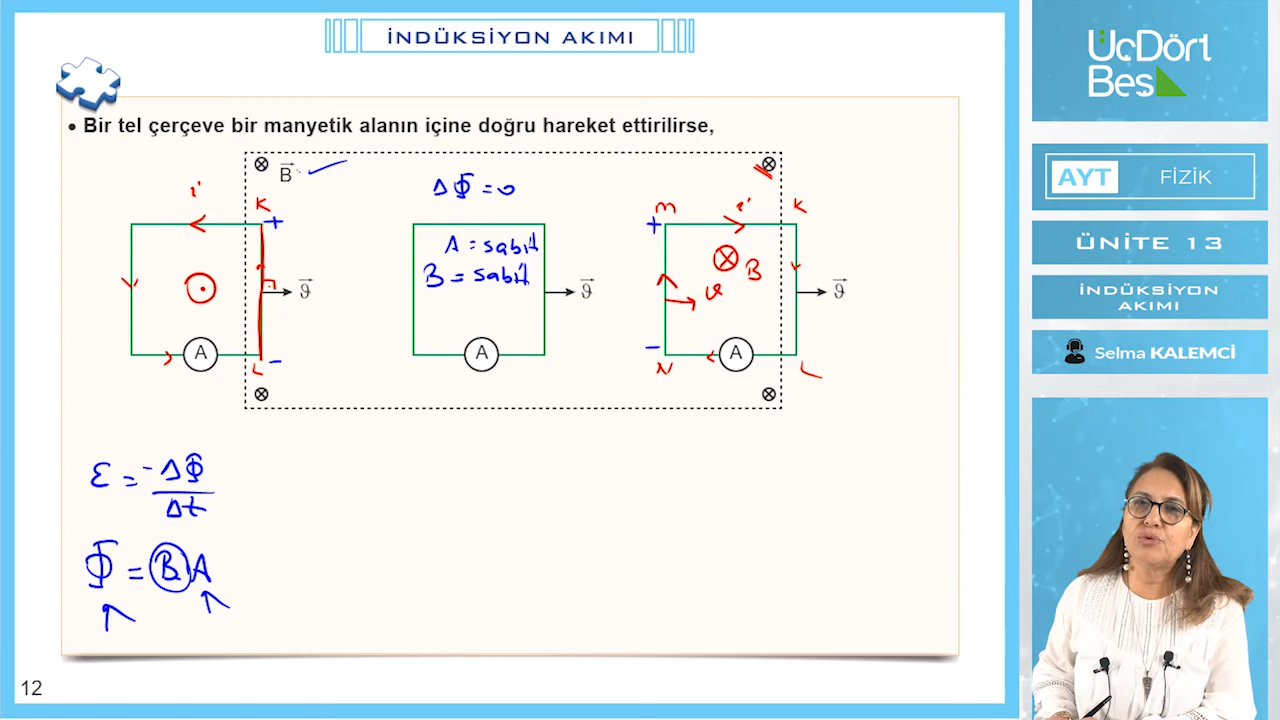 İNDÜKSİYON AKIMI
• Bir tel çerçeve bir manyetik alanın içine doğru hareket ettirilirse,
⊗ B⃗ ⊗
ΔΦ = 0
i' K +
M + i' K
A = sabit
B = sabit
⊙ ϑ⃗
ϑ⃗
⊗ B ϑ ϑ⃗
A
A
A
L -
- N L
⊗ ⊗
ε = -ΔΦ/Δt
Φ = B A
12
ÜçDört
Beş
AYT FİZİK
ÜNİTE 13
İNDÜKSİYON
AKIMI
Selma KALEMCİ